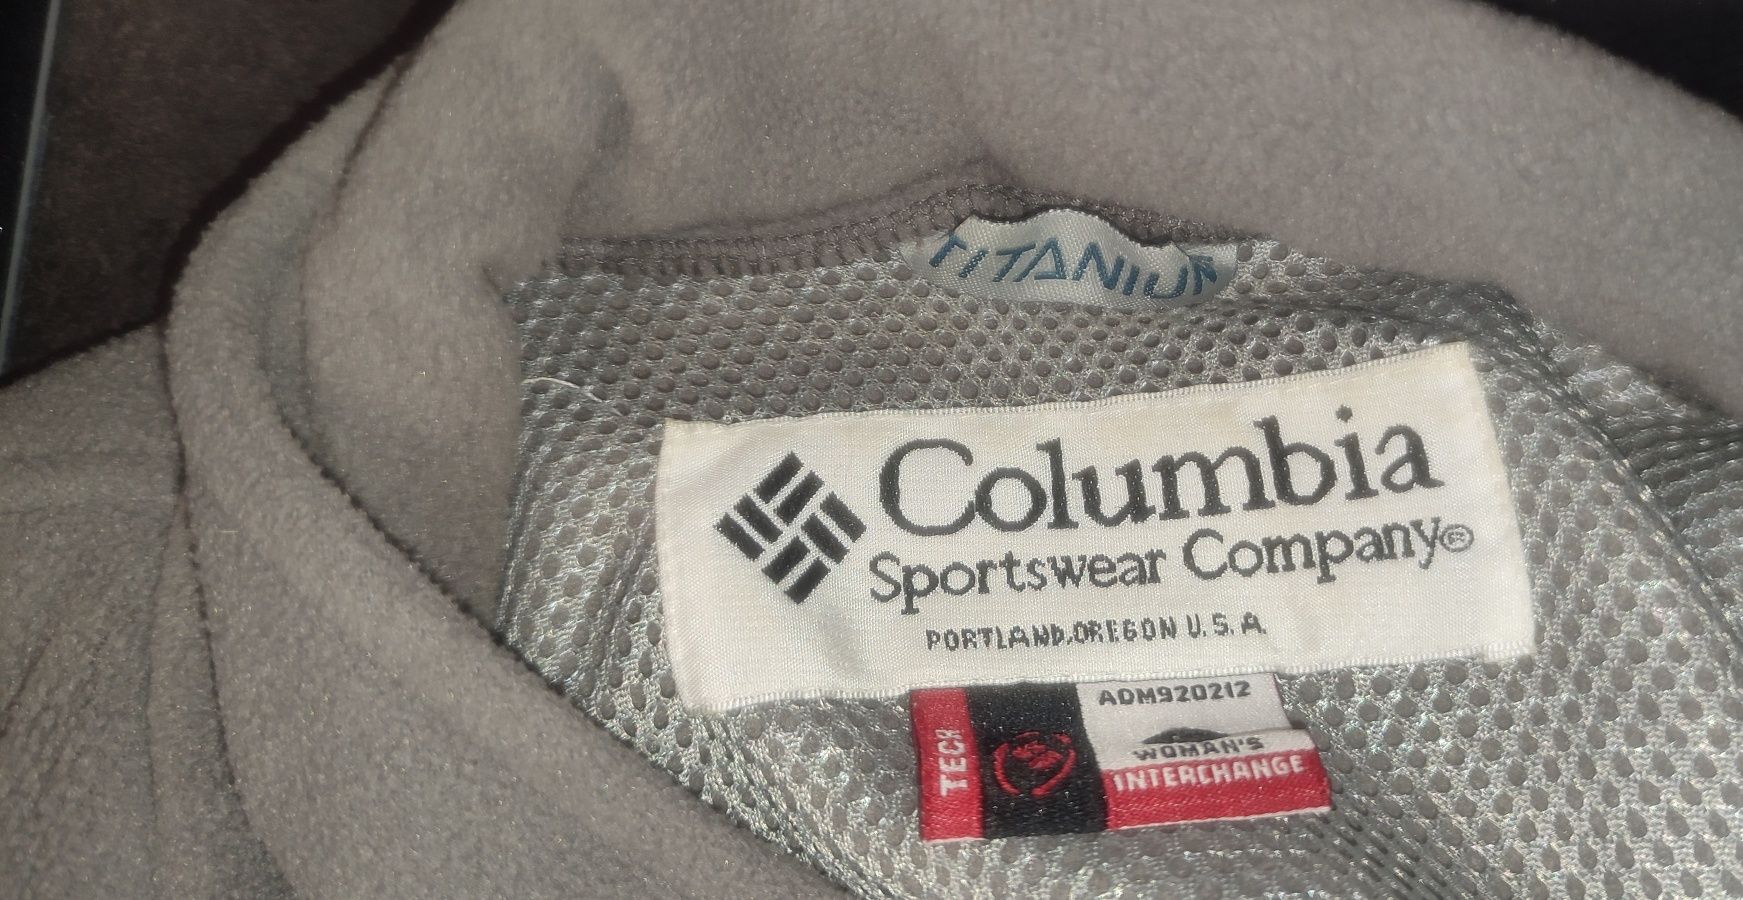 TITANIUM
Columbia
Sportswear Company®
PORTLAND, OREGON U.S.A.
TECH
ADM920212
WOMAN'S
INTERCHANGE